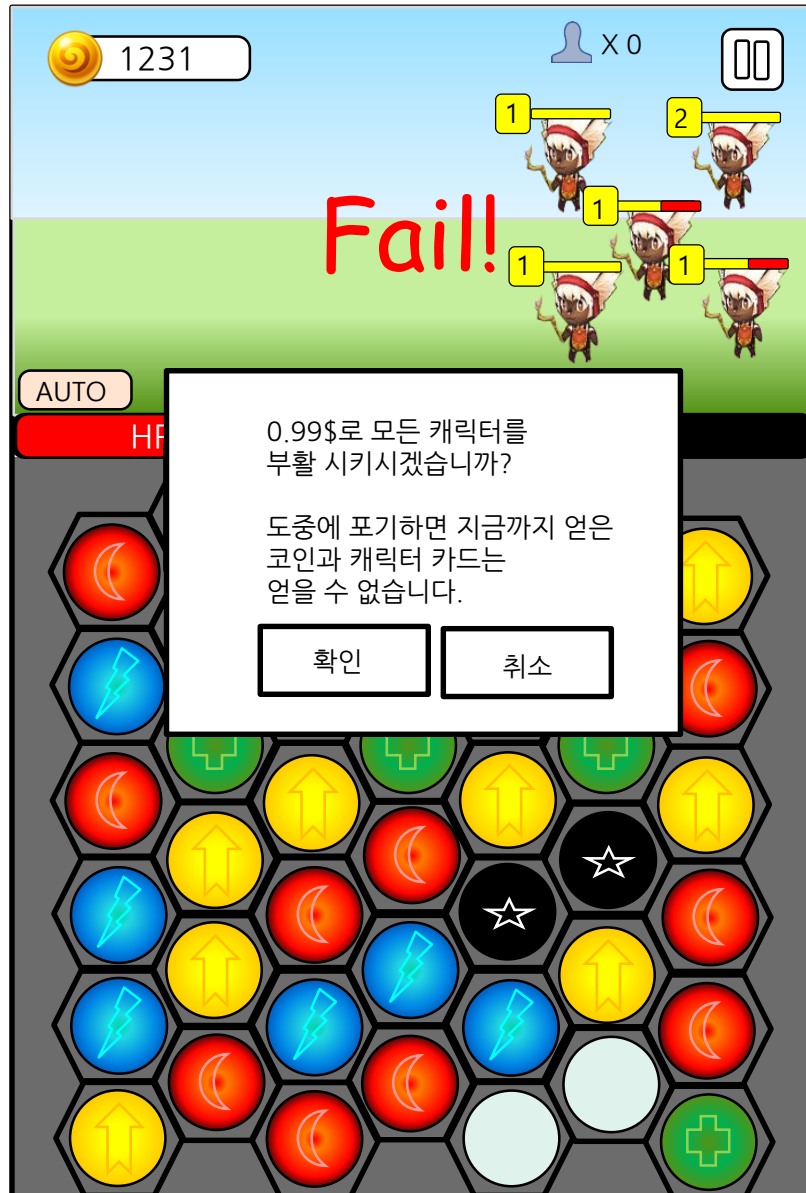 1231
X 0
1
2
1
1
1
Fail!
AUTO
HP
0.99$로 모든 캐릭터를
부활 시키시겠습니까?
도중에 포기하면 지금까지 얻은
코인과 캐릭터 카드는
얻을 수 없습니다.
확인
취소